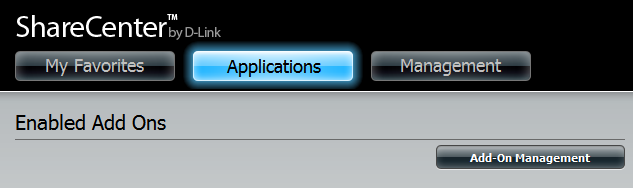 ShareCenter™ by D-Link
My Favorites Applications Management
Enabled Add Ons
Add-On Management